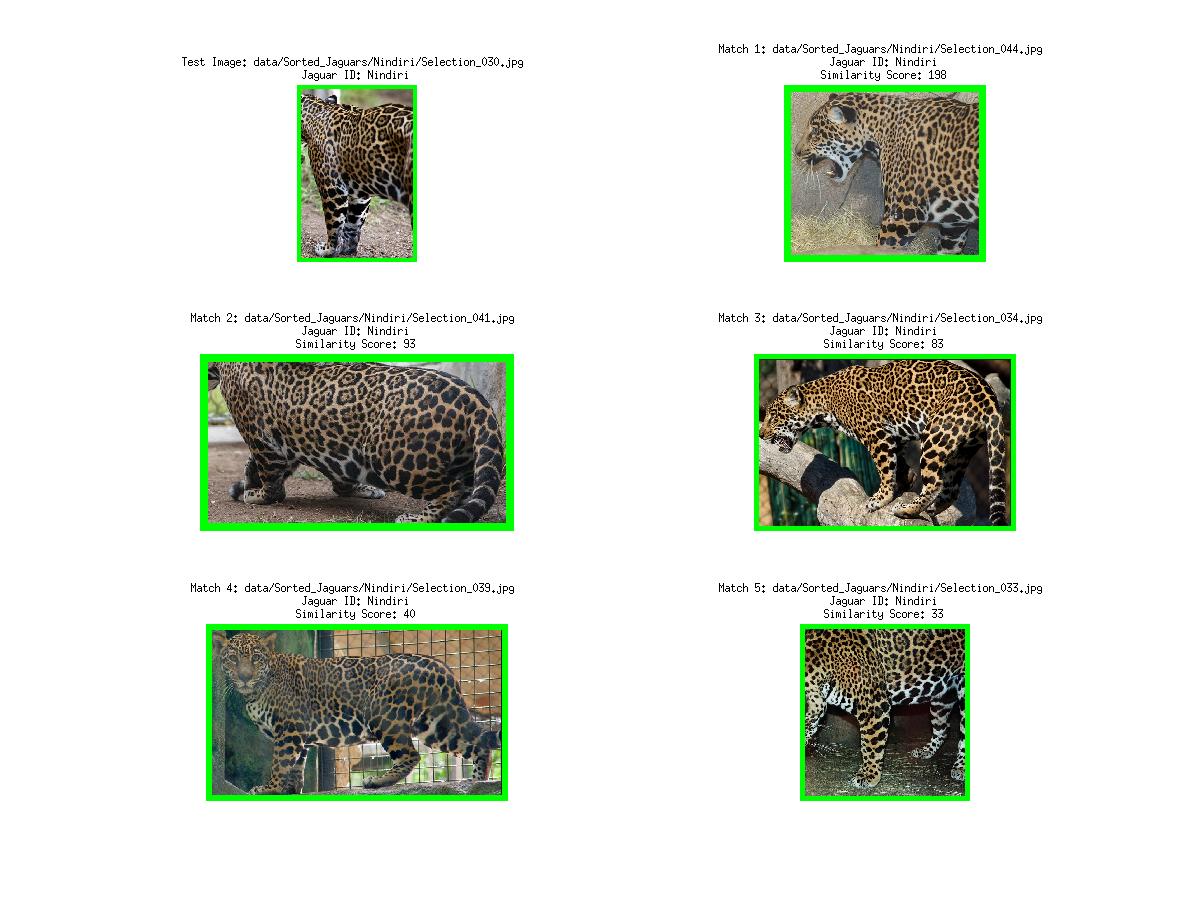 Test Image: data/Sorted_Jaguars/Nindiri/Selection_030.jpg
Jaguar ID: Nindiri
Match 1: data/Sorted_Jaguars/Nindiri/Selection_044.jpg
Jaguar ID: Nindiri
Similarity Score: 198
Match 2: data/Sorted_Jaguars/Nindiri/Selection_041.jpg
Jaguar ID: Nindiri
Similarity Score: 93
Match 3: data/Sorted_Jaguars/Nindiri/Selection_034.jpg
Jaguar ID: Nindiri
Similarity Score: 83
Match 4: data/Sorted_Jaguars/Nindiri/Selection_039.jpg
Jaguar ID: Nindiri
Similarity Score: 40
Match 5: data/Sorted_Jaguars/Nindiri/Selection_033.jpg
Jaguar ID: Nindiri
Similarity Score: 33